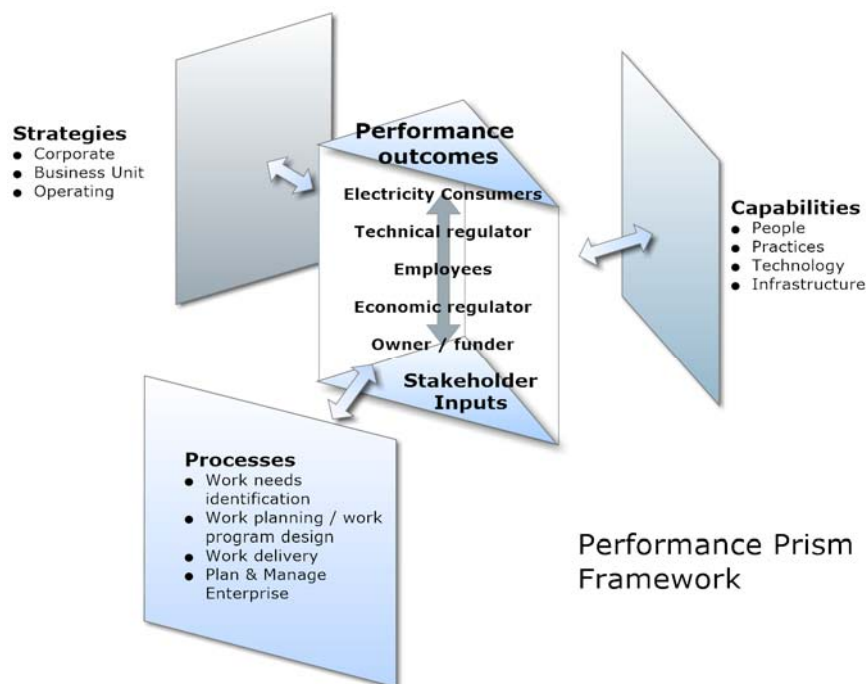 Strategies
● Corporate
● Business Unit
● Operating
Performance
outcomes
Electricity Consumers
Technical regulator
Employees
Economic regulator
Owner / funder
Stakeholder
Inputs
Capabilities
● People
● Practices
● Technology
● Infrastructure
Processes
● Work needs
identification
● Work planning / work
program design
● Work delivery
● Plan & Manage
Enterprise
Performance Prism
Framework